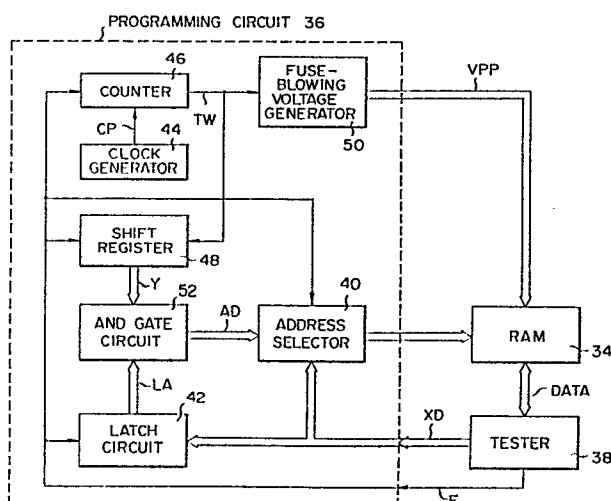 PROGRAMMING CIRCUIT 36
46
COUNTER
TW
FUSE-
BLOWING
VOLTAGE
GENERATOR
50
VPP
CP
44
CLOCK
GENERATOR
SHIFT
REGISTER
48
Y
52
AND GATE
CIRCUIT
AD
40
ADDRESS
SELECTOR
RAM
34
LA
42
LATCH
CIRCUIT
DATA
XD
TESTER
38